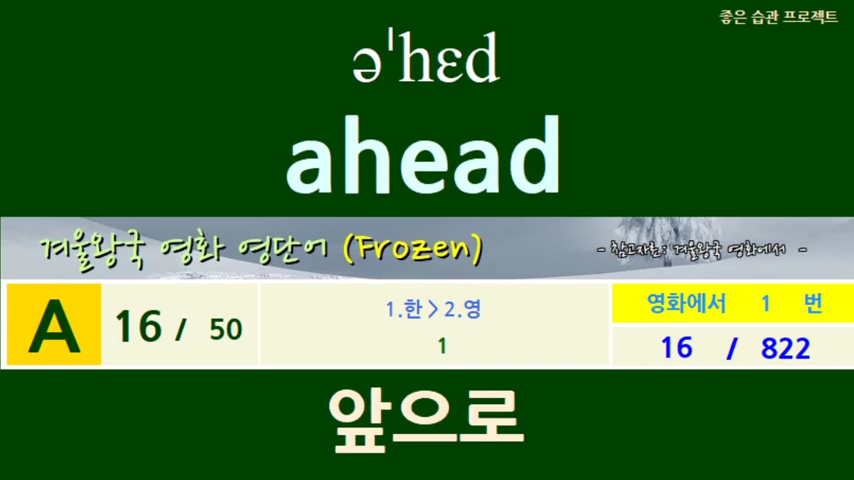 좋은 습관 프로젝트
əˈhɛd
ahead
겨울왕국 영화 영단어 (Frozen)
- 참고자료: 겨울왕국 영화에서 -
A
16 / 50
1.한 > 2.영
1
영화에서 1 번
16 / 822
앞으로